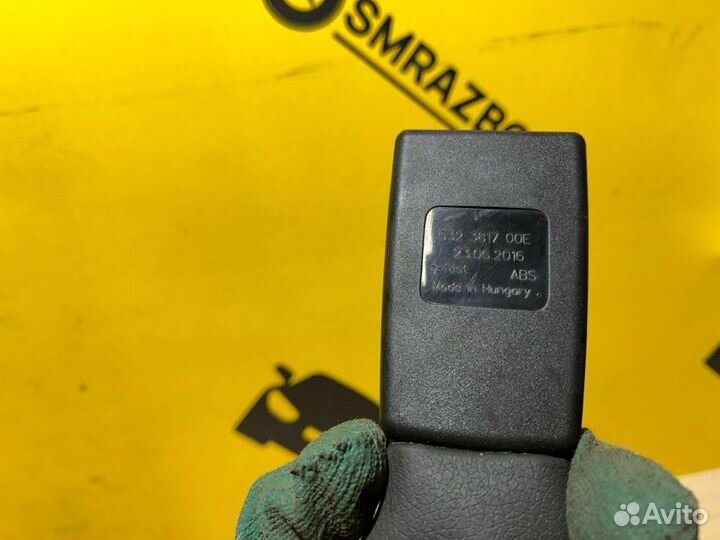 SMRAZBO
632 3817 00E
23.06.2016
ABS
Made in Hungary
Avito